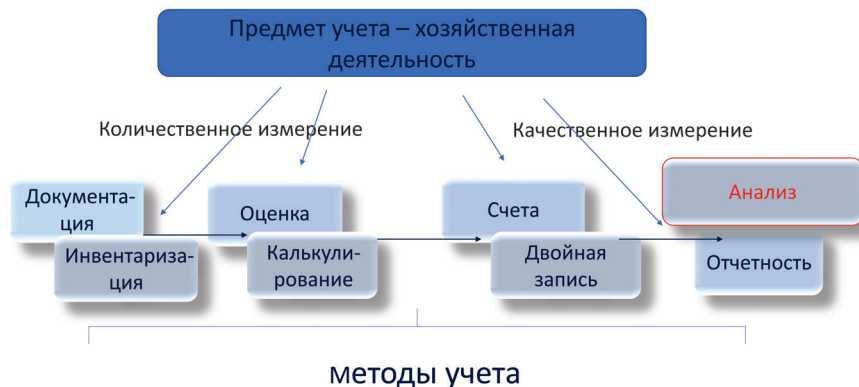 Предмет учета – хозяйственная
деятельность
Количественное измерение
Качественное измерение
Документа-
ция
Инвентариза-
ция
Оценка
Калькули-
рование
Счета
Двойная
запись
Анализ
Отчетность
методы учета